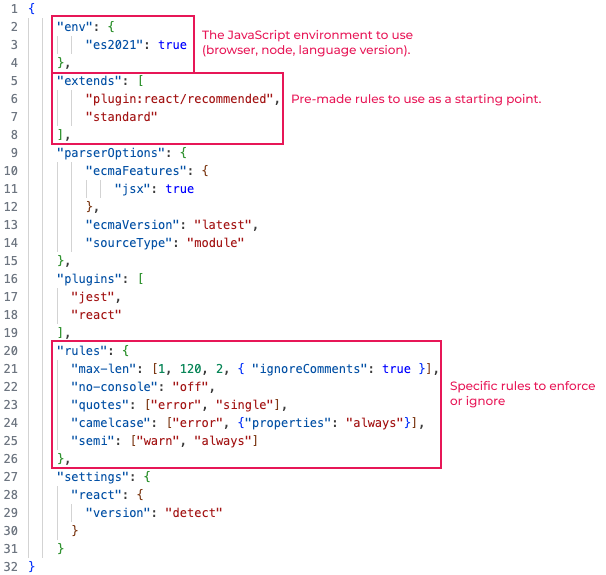 1 {
2 "env": {
The JavaScript environment to use
3 "es2021": true
(browser, node, language version).
4 },
5 "extends": [
6 "plugin:react/recommended",
Pre-made rules to use as a starting point.
7 "standard"
8 ],
9 "parserOptions": {
10 "ecmaFeatures": {
11 "jsx": true
12 },
13 "ecmaVersion": "latest",
14 "sourceType": "module"
15 },
16 "plugins": [
17 "jest",
18 "react"
19 ],
20 "rules": {
21 "max-len": [1, 120, 2, { "ignoreComments": true }],
22 "no-console": "off",
Specific rules to enforce
or ignore
23 "quotes": ["error", "single"],
24 "camelcase": ["error", {"properties": "always"}],
25 "semi": ["warn", "always"]
26 },
27 "settings": {
28 "react": {
29 "version": "detect"
30 }
31 }
32 }